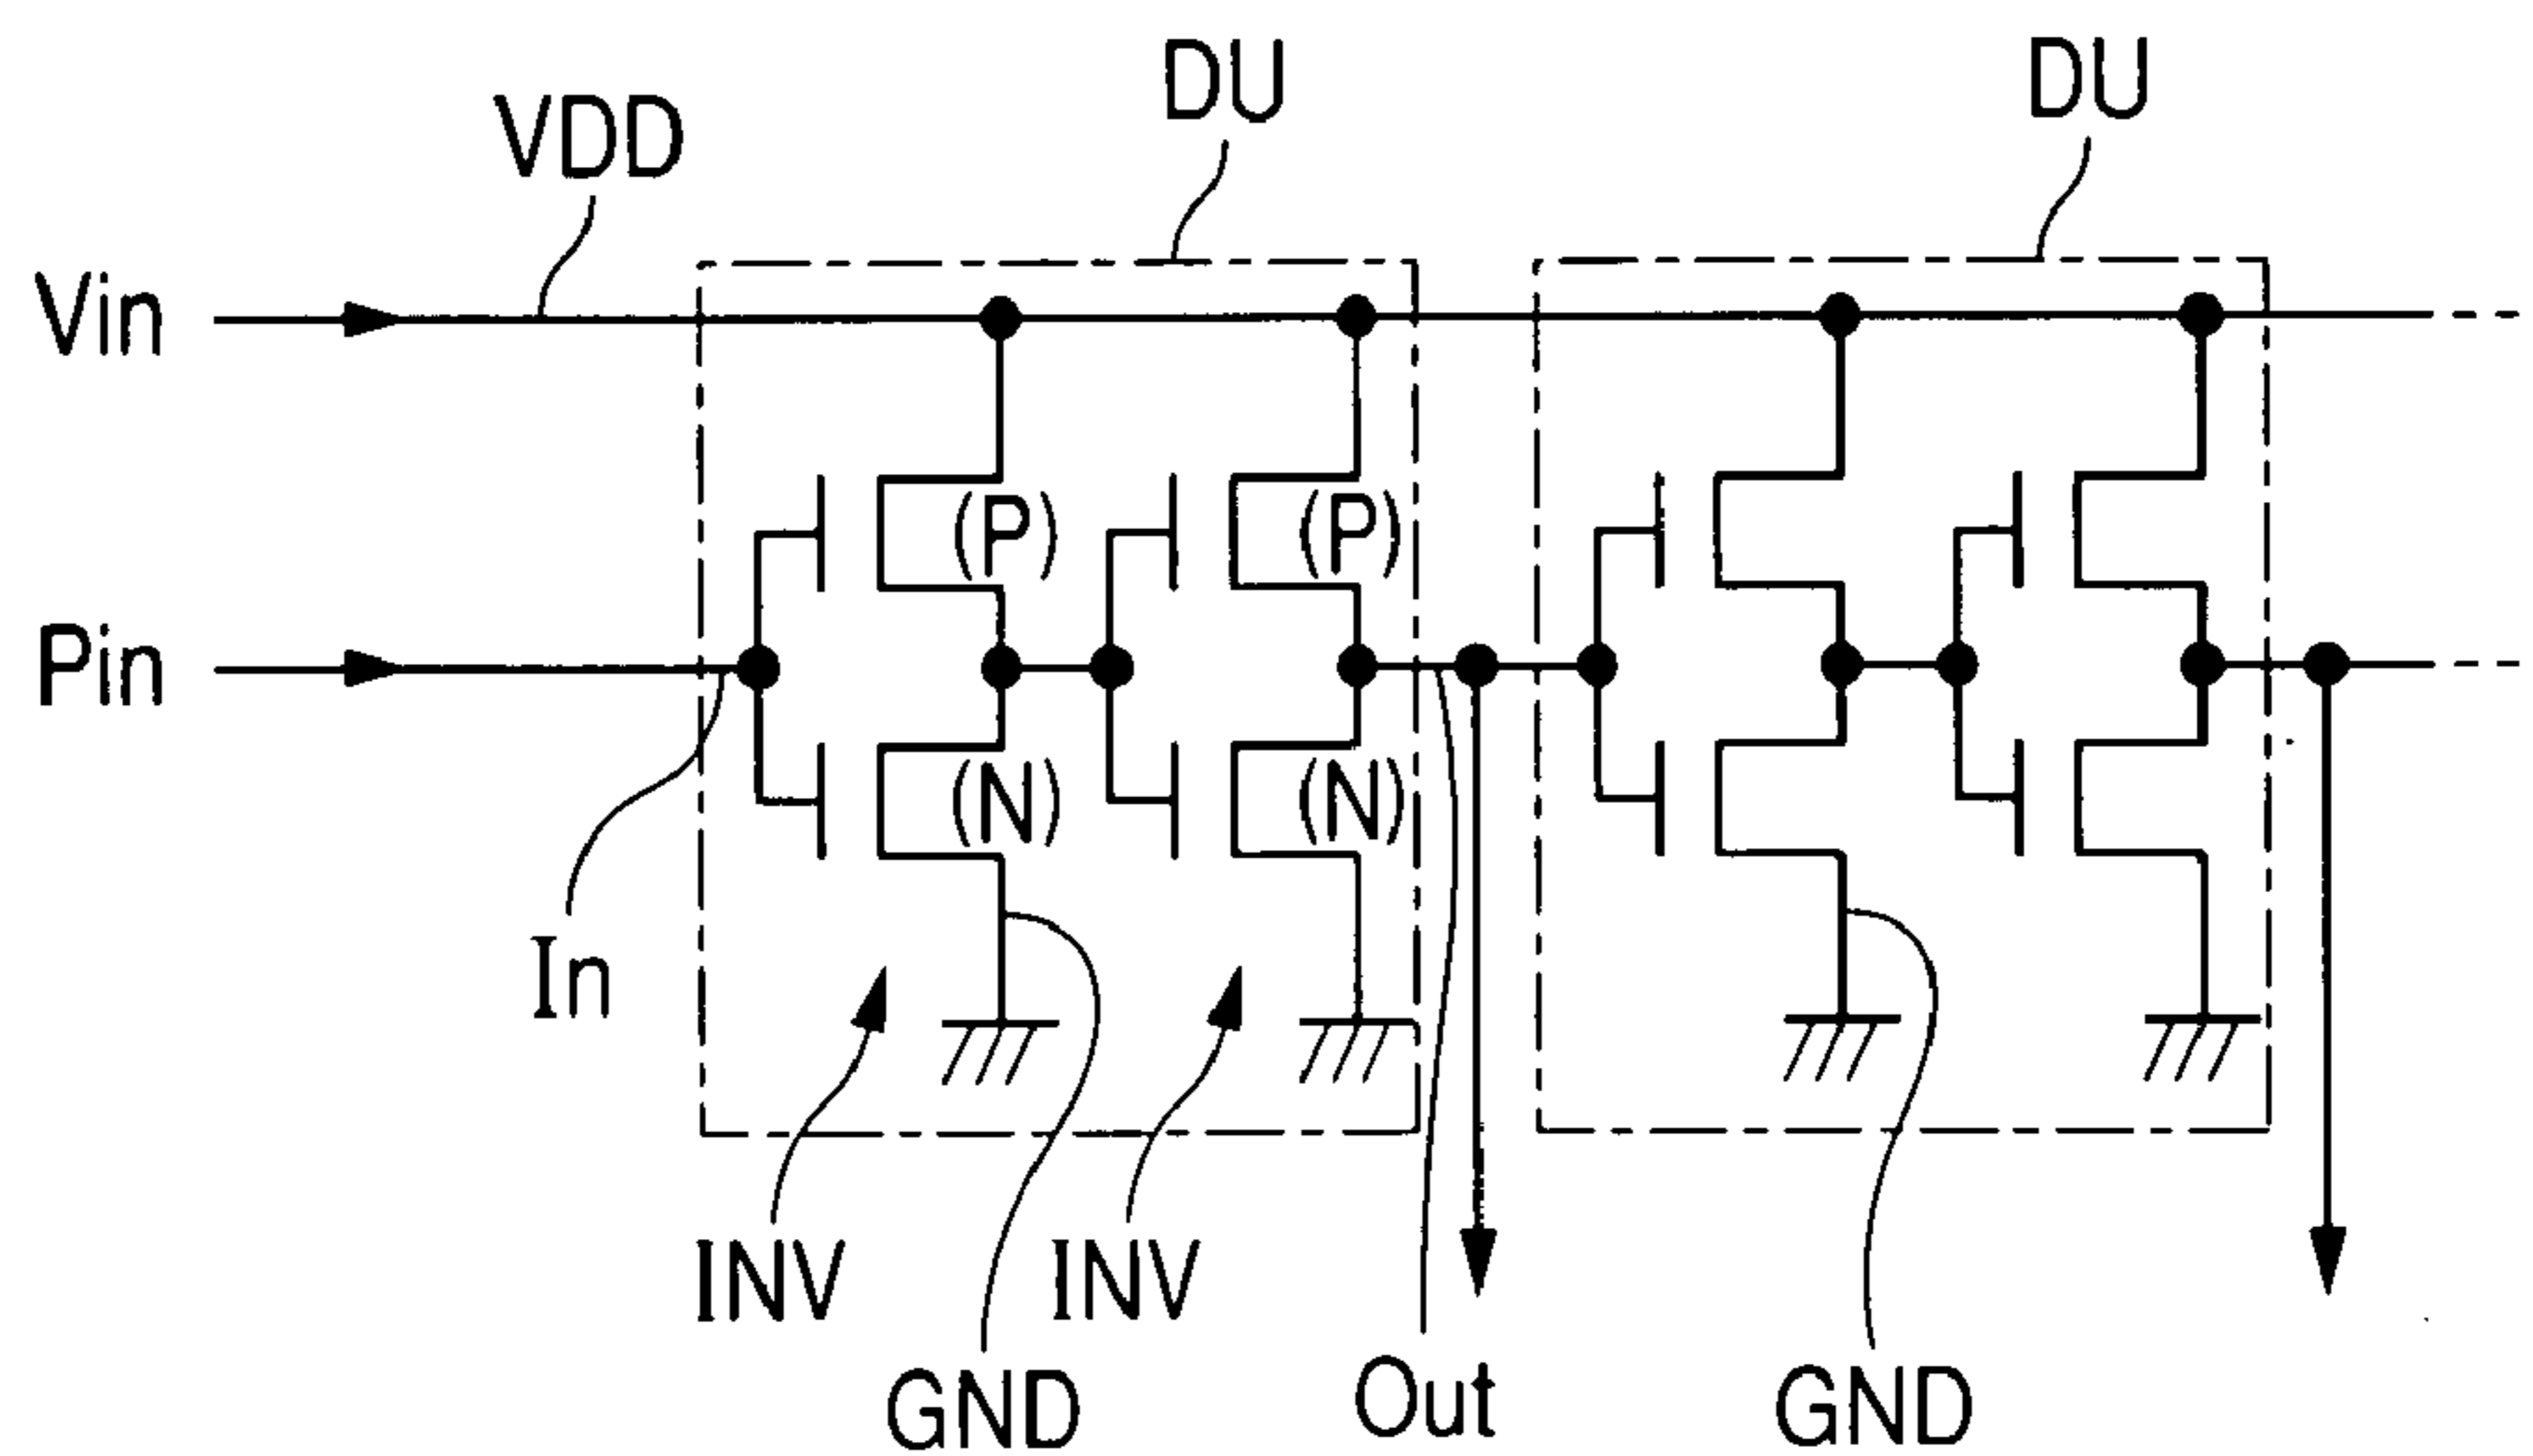 DU
DU
VDD
Vin
(P)
(P)
Pin
(N)
(N)
In
INV
INV
GND
Out
GND